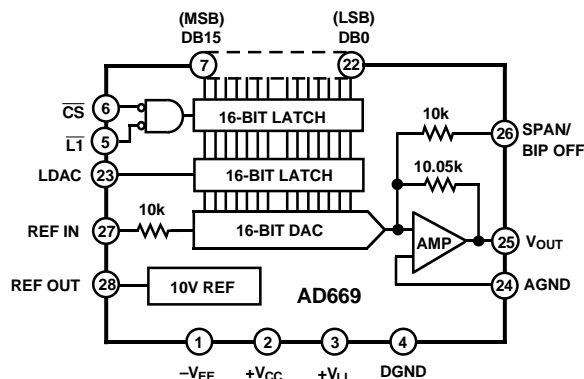 (MSB)
DB15
(LSB)
DB0
7
22
CS
6
16-BIT LATCH
10k
26
SPAN/
BIP OFF
L1
5
LDAC
23
16-BIT LATCH
10.05k
REF IN
27
10k
16-BIT DAC
AMP
25
VOUT
REF OUT
28
10V REF
AD669
24
AGND
1
2
3
4
–VEE
+VCC
+VLL
DGND